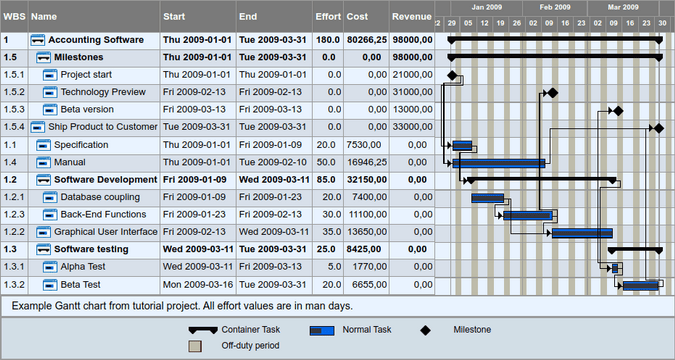 WBS Name Start End Effort Cost Revenue Jan 2009 Feb 2009 Mar 2009
22 29 05 12 19 26 02 09 16 23 02 09 16 23 30
1 Accounting Software Thu 2009-01-01 Tue 2009-03-31 180.0 80266,25 98000,00
1.5 Milestones Thu 2009-01-01 Tue 2009-03-31 0.0 0,00 98000,00
1.5.1 Project start Thu 2009-01-01 Thu 2009-01-01 0.0 0,00 21000,00
1.5.2 Technology Preview Fri 2009-02-13 Fri 2009-02-13 0.0 0,00 31000,00
1.5.3 Beta version Fri 2009-03-13 Fri 2009-03-13 0.0 0,00 13000,00
1.5.4 Ship Product to Customer Tue 2009-03-31 Tue 2009-03-31 0.0 0,00 33000,00
1.1 Specification Thu 2009-01-01 Fri 2009-01-09 20.0 7530,00 0,00
1.4 Manual Thu 2009-01-01 Tue 2009-02-10 50.0 16946,25 0,00
1.2 Software Development Fri 2009-01-09 Wed 2009-03-11 85.0 32150,00 0,00
1.2.1 Database coupling Fri 2009-01-09 Fri 2009-01-23 20.0 7400,00 0,00
1.2.3 Back-End Functions Fri 2009-01-23 Fri 2009-02-13 30.0 11100,00 0,00
1.2.2 Graphical User Interface Fri 2009-02-13 Wed 2009-03-11 35.0 13650,00 0,00
1.3 Software testing Wed 2009-03-11 Tue 2009-03-31 25.0 8425,00 0,00
1.3.1 Alpha Test Wed 2009-03-11 Fri 2009-03-13 5.0 1770,00 0,00
1.3.2 Beta Test Mon 2009-03-16 Tue 2009-03-31 20.0 6655,00 0,00
Example Gantt chart from tutorial project. All effort values are in man days.
Container Task Normal Task Milestone
Off-duty period